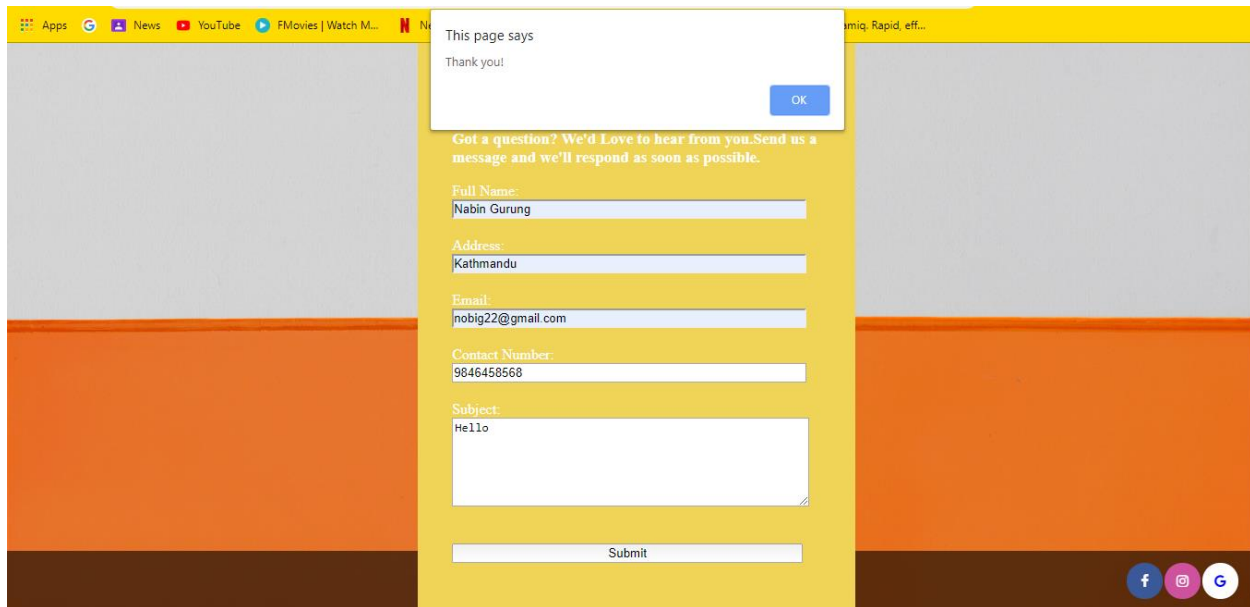 Apps G News YouTube FMovies | Watch M... N amiq. Rapid, eff...
This page says
Thank you!
OK
Got a question? We'd Love to hear from you.Send us a
message and we'll respond as soon as possible.
Full Name:
Nabin Gurung
Address:
Kathmandu
Email:
nobig22@gmail.com
Contact Number:
9846458568
Subject:
Hello
Submit
f G